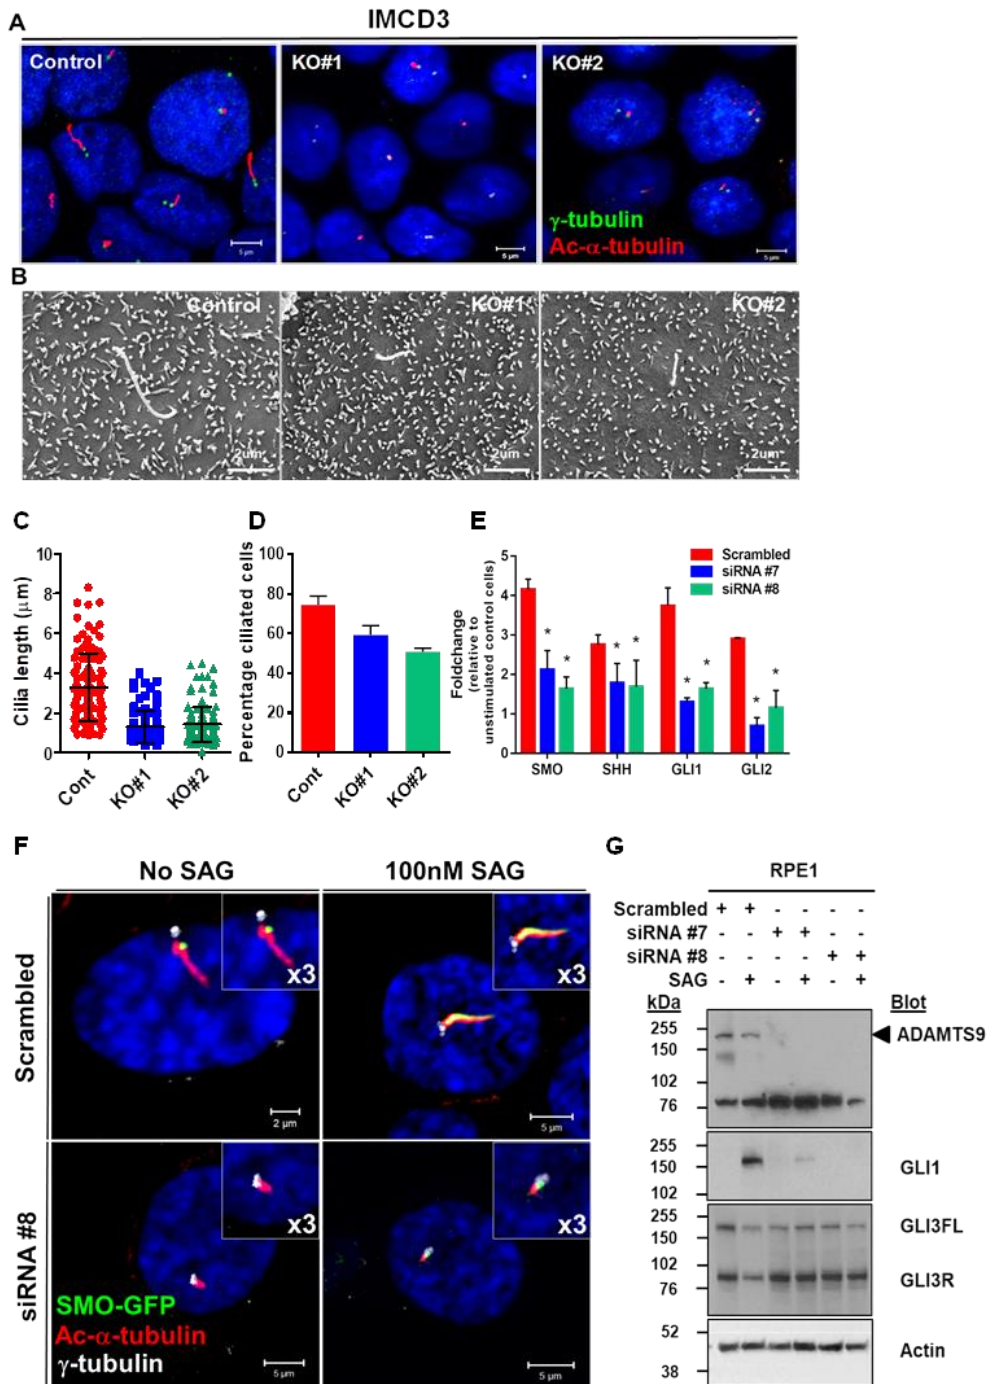 A
IMCD3
Control
KO#1
KO#2
γ-tubulin
Ac-α-tubulin
5 µm
5 µm
5 µm
B
Control
KO#1
KO#2
2um
2um
2um
C
D
E
Cilia length (µm)
10
8
6
4
2
0
Cont
KO#1
KO#2
Percentage ciliated cells
100
80
60
40
20
0
Cont
KO#1
KO#2
Foldchange
(relative to
unstimulated control cells)
5
4
3
2
1
0
Scrambled
siRNA #7
siRNA #8
* * * * * * * *
SMO
SHH
GLI1
GLI2
F
No SAG
100nM SAG
Scrambled
x3
x3
2 µm
5 µm
siRNA #8
x3
x3
SMO-GFP
Ac-α-tubulin
γ-tubulin
5 µm
5 µm
G
RPE1
Scrambled + + - - - -
siRNA #7 - - + + - -
siRNA #8 - - - - + +
SAG - + - + - +
kDa
Blot
255
150
102
76
ADAMTS9
255
150
102
GLI1
255
150
102
76
GLI3FL
GLI3R
52
38
Actin